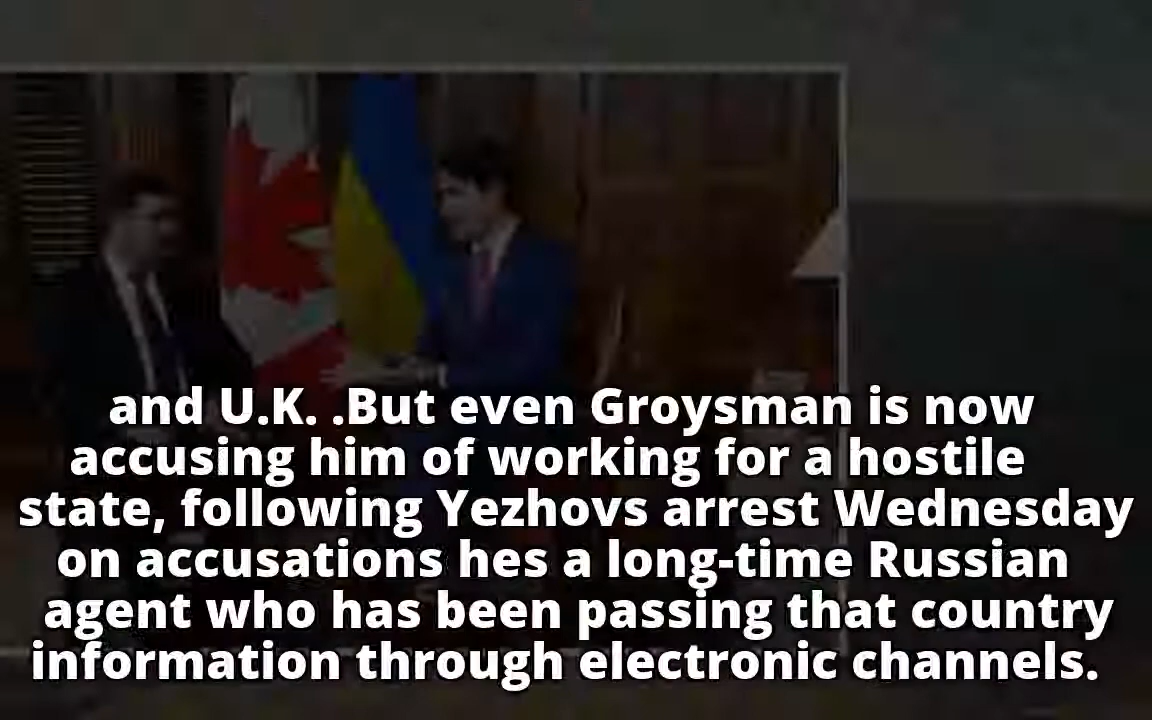 and U.K. .But even Groysman is now
accusing him of working for a hostile
state, following Yezhovs arrest Wednesday
on accusations hes a long-time Russian
agent who has been passing that country
information through electronic channels.